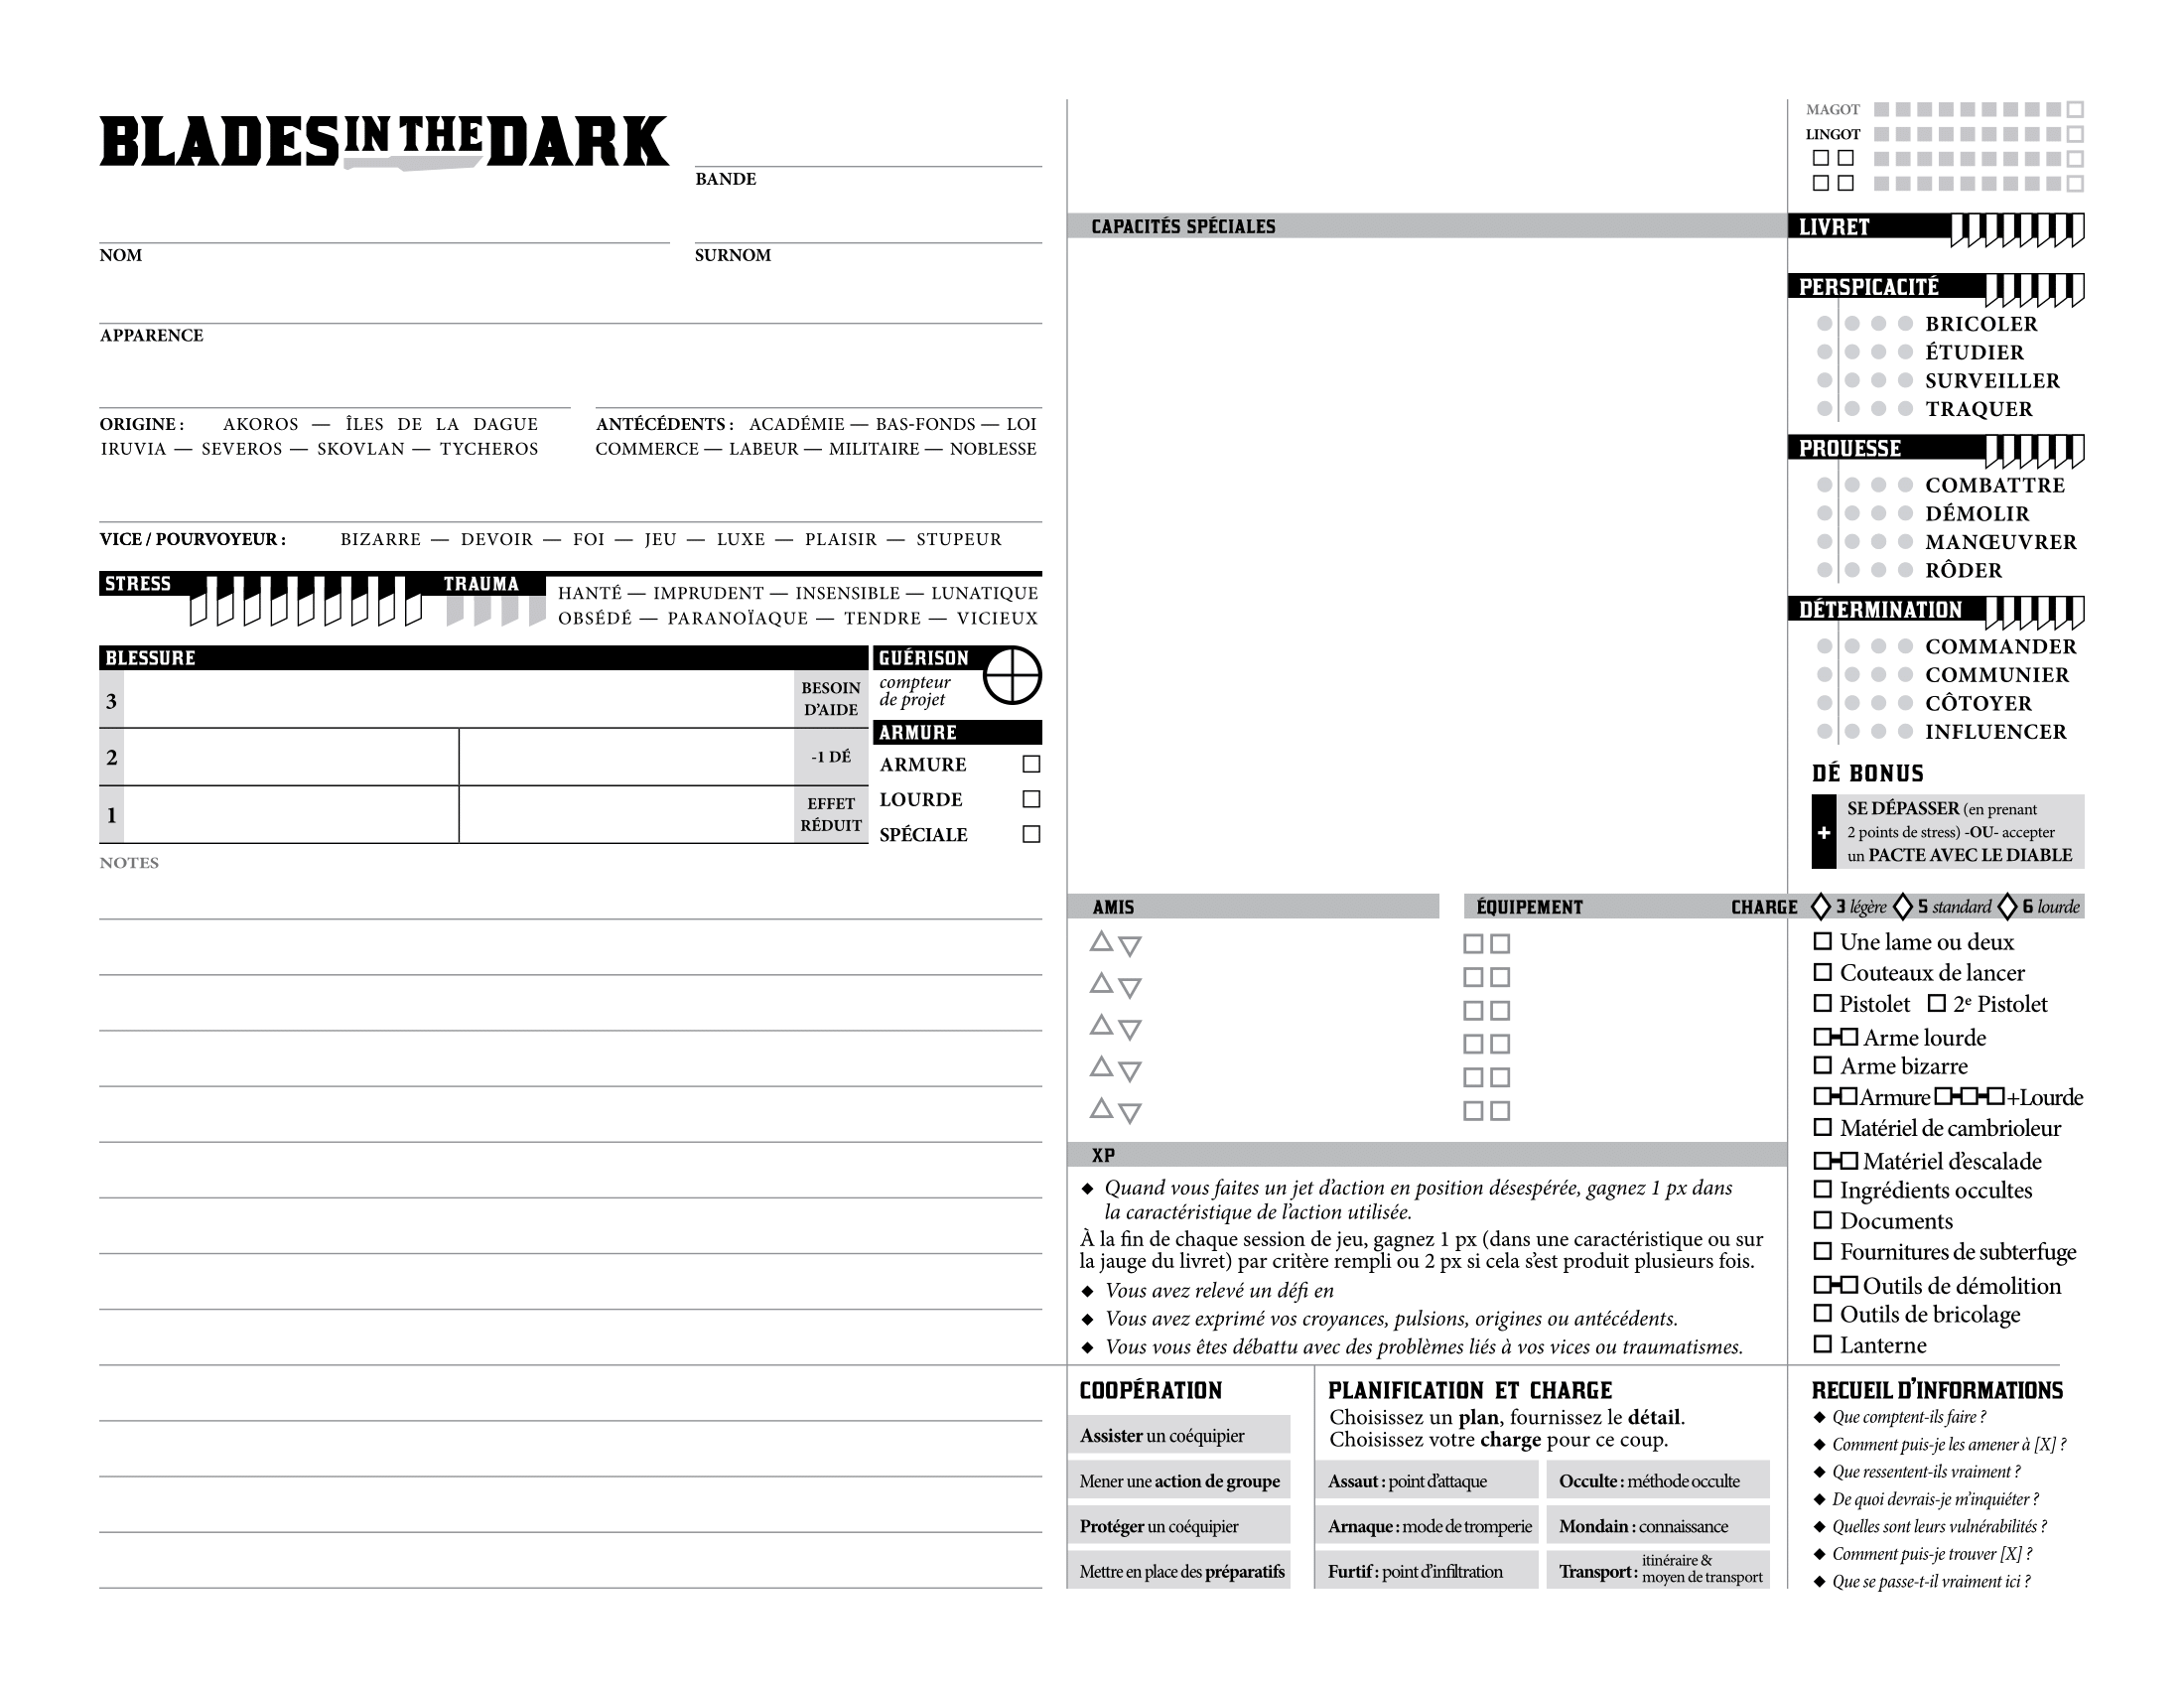 BLADES IN THE DARK
BANDE
NOM
SURNOM
APPARENCE
ORIGINE : AKOROS — ÎLES DE LA DAGUE
IRUVIA — SEVEROS — SKOVLAN — TYCHEROS
ANTÉCÉDENTS : ACADÉMIE — BAS-FONDS — LOI
COMMERCE — LABEUR — MILITAIRE — NOBLESSE
VICE / POURVOYEUR : BIZARRE — DEVOIR — FOI — JEU — LUXE — PLAISIR — STUPEUR
STRESS
TRAUMA
HANTÉ — IMPRUDENT — INSENSIBLE — LUNATIQUE
OBSÉDÉ — PARANOÏAQUE — TENDRE — VICIEUX
BLESSURE
3
BESOIN
D'AIDE
2
-1 DÉ
1
EFFET
RÉDUIT
GUÉRISON
compteur
de projet
ARMURE
ARMURE
LOURDE
SPÉCIALE
NOTES
CAPACITÉS SPÉCIALES
AMIS
ÉQUIPEMENT
XP
◆ Quand vous faites un jet d'action en position désespérée, gagnez 1 px dans
la caractéristique de l'action utilisée.
À la fin de chaque session de jeu, gagnez 1 px (dans une caractéristique ou sur
la jauge du livret) par critère rempli ou 2 px si cela s'est produit plusieurs fois.
◆ Vous avez relevé un défi en
◆ Vous avez exprimé vos croyances, pulsions, origines ou antécédents.
◆ Vous vous êtes débattu avec des problèmes liés à vos vices ou traumatismes.
COOPÉRATION
Assister un coéquipier
Mener une action de groupe
Protéger un coéquipier
Mettre en place des préparatifs
PLANIFICATION ET CHARGE
Choisissez un plan, fournissez le détail.
Choisissez votre charge pour ce coup.
Assaut : point d'attaque
Occulte : méthode occulte
Arnaque : mode de tromperie
Mondain : connaissance
Furtif : point d'infiltration
Transport : itinéraire &
moyen de transport
MAGOT
LINGOT
LIVRET
PERSPICACITÉ
BRICOLER
ÉTUDIER
SURVEILLER
TRAQUER
PROUESSE
COMBATTRE
DÉMOLIR
MANŒUVRER
RÔDER
DÉTERMINATION
COMMANDER
COMMUNIER
CÔTOYER
INFLUENCER
DÉ BONUS
+
SE DÉPASSER (en prenant
2 points de stress) -OU- accepter
un PACTE AVEC LE DIABLE
CHARGE 3 légère 5 standard 6 lourde
Une lame ou deux
Couteaux de lancer
Pistolet 2e Pistolet
Arme lourde
Arme bizarre
Armure +Lourde
Matériel de cambrioleur
Matériel d'escalade
Ingrédients occultes
Documents
Fournitures de subterfuge
Outils de démolition
Outils de bricolage
Lanterne
RECUEIL D'INFORMATIONS
◆ Que comptent-ils faire ?
◆ Comment puis-je les amener à [X] ?
◆ Que ressentent-ils vraiment ?
◆ De quoi devrais-je m'inquiéter ?
◆ Quelles sont leurs vulnérabilités ?
◆ Comment puis-je trouver [X] ?
◆ Que se passe-t-il vraiment ici ?